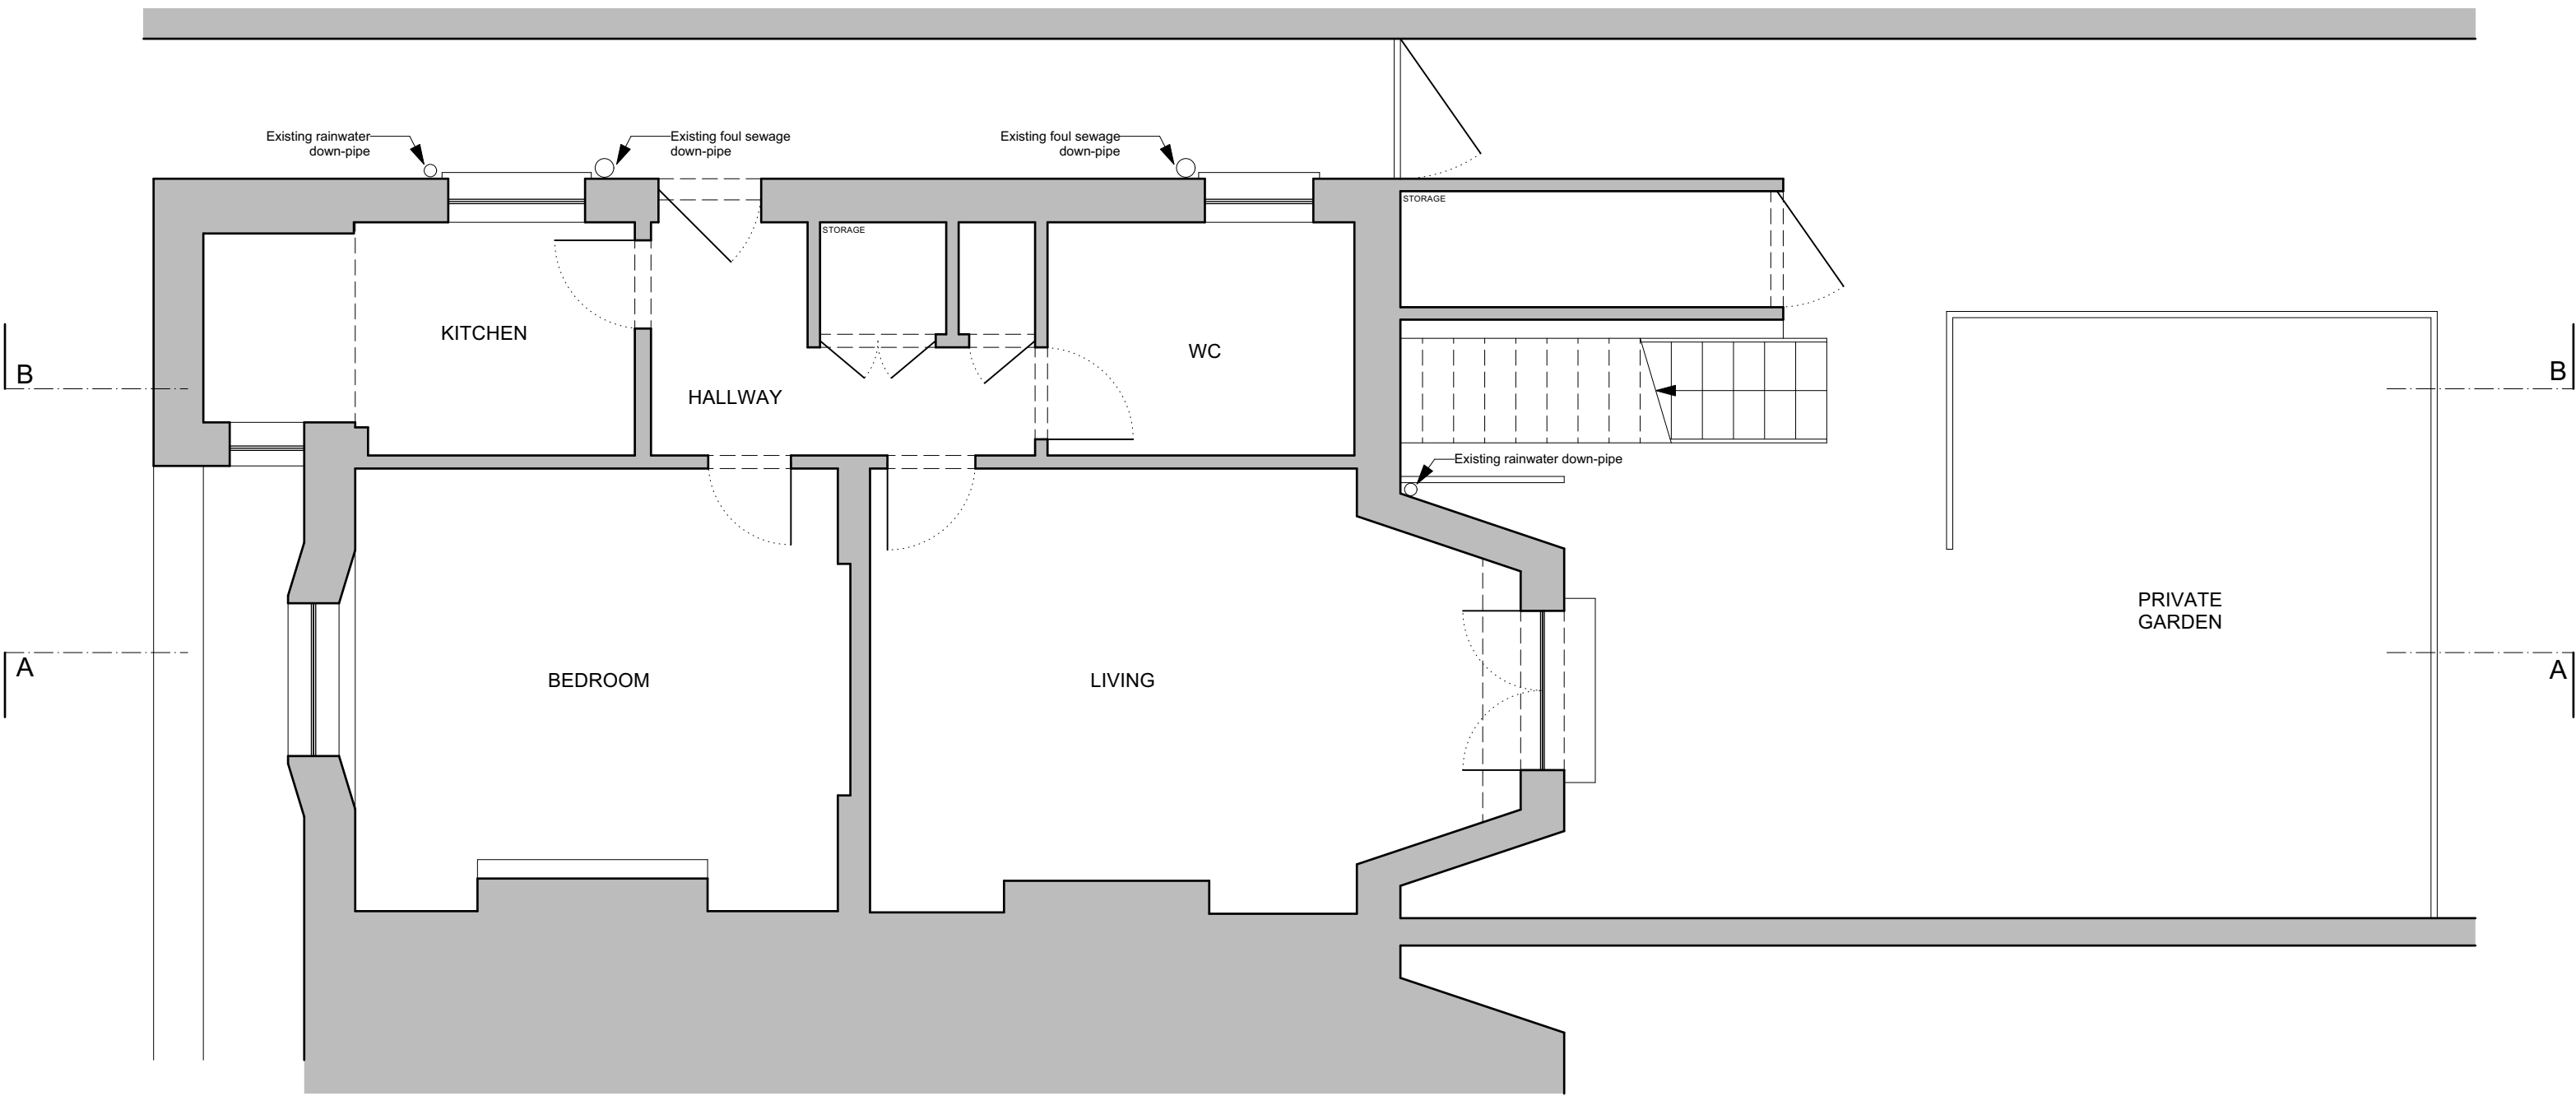 Existing rainwater
down-pipe
Existing foul sewage
down-pipe
Existing foul sewage
down-pipe
STORAGE
STORAGE
KITCHEN
WC
HALLWAY
B
B
Existing rainwater down-pipe
PRIVATE
GARDEN
A
A
BEDROOM
LIVING